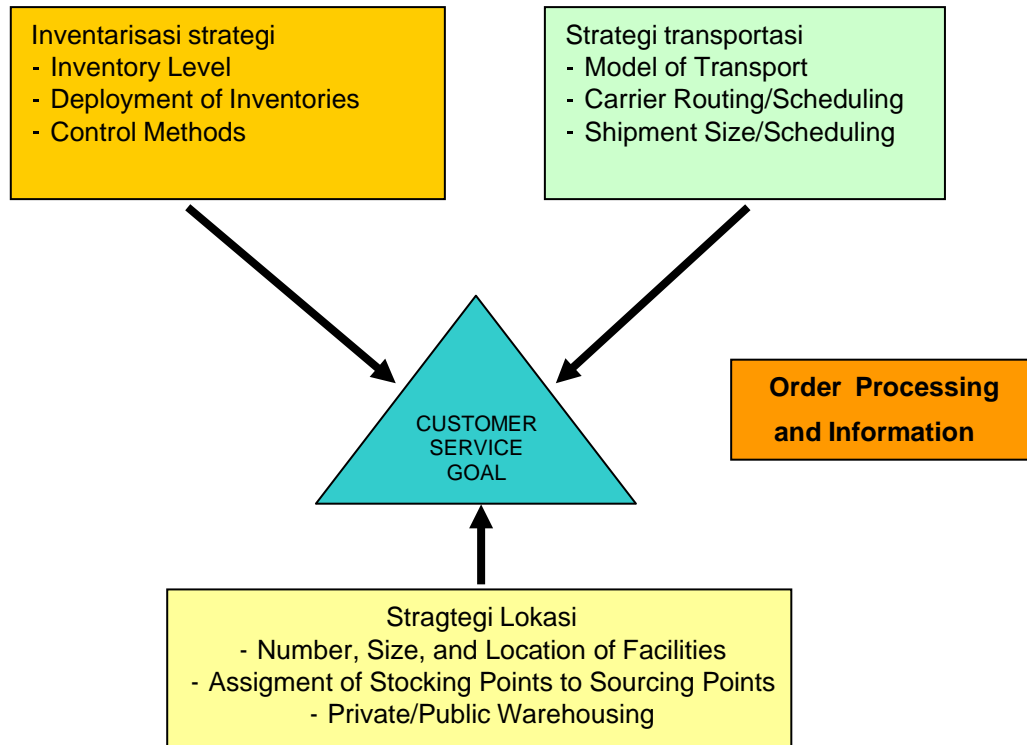 Inventarisasi strategi
- Inventory Level
- Deployment of Inventories
- Control Methods
Strategi transportasi
- Model of Transport
- Carrier Routing/Scheduling
- Shipment Size/Scheduling
CUSTOMER
SERVICE
GOAL
Order Processing
and Information
Stragtegi Lokasi
- Number, Size, and Location of Facilities
- Assigment of Stocking Points to Sourcing Points
- Private/Public Warehousing